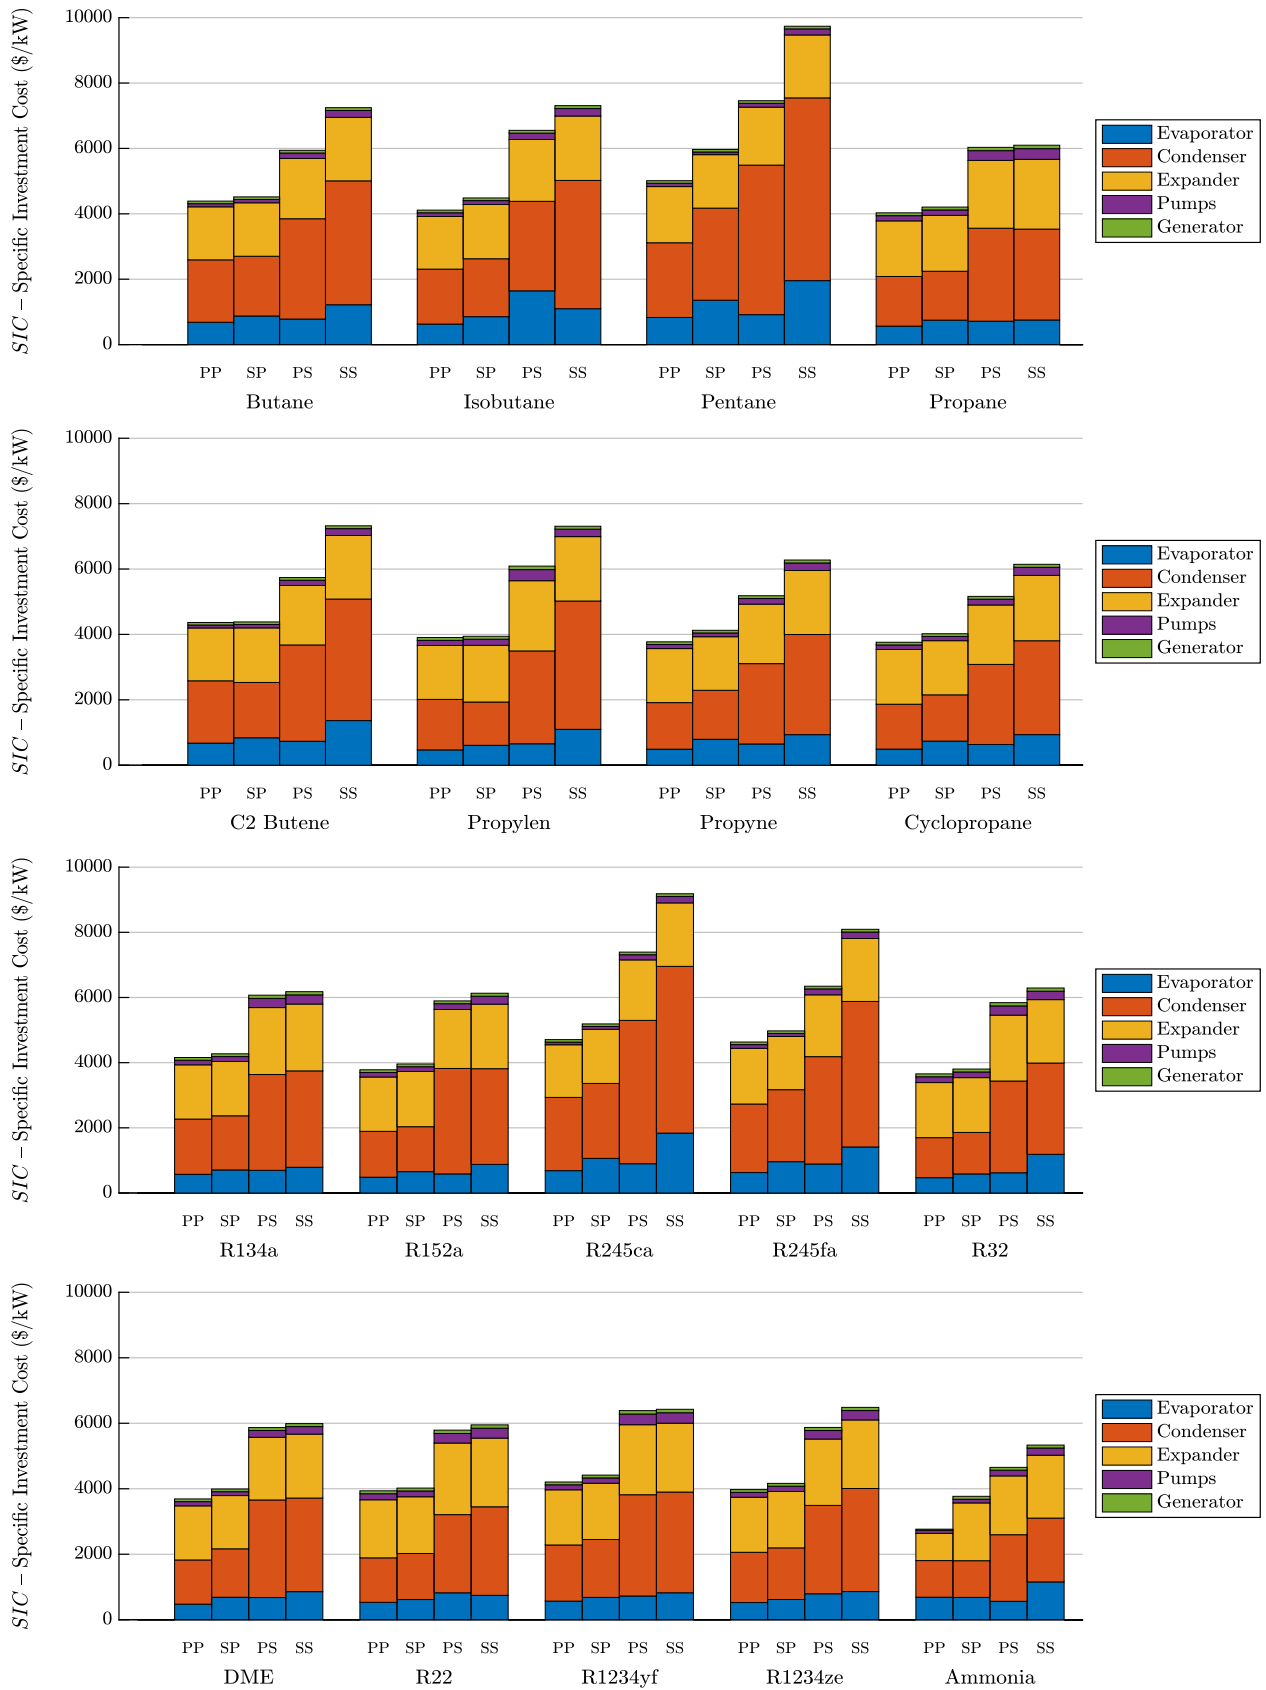 SIC – Specific Investment Cost ($/kW)
10000
8000
6000
4000
2000
0
PP SP PS SS PP SP PS SS PP SP PS SS PP SP PS SS
Butane Isobutane Pentane Propane
Evaporator
Condenser
Expander
Pumps
Generator
SIC – Specific Investment Cost ($/kW)
10000
8000
6000
4000
2000
0
PP SP PS SS PP SP PS SS PP SP PS SS PP SP PS SS
C2 Butene Propylen Propyne Cyclopropane
Evaporator
Condenser
Expander
Pumps
Generator
SIC – Specific Investment Cost ($/kW)
10000
8000
6000
4000
2000
0
PP SP PS SS PP SP PS SS PP SP PS SS PP SP PS SS PP SP PS SS
R134a R152a R245ca R245fa R32
Evaporator
Condenser
Expander
Pumps
Generator
SIC – Specific Investment Cost ($/kW)
10000
8000
6000
4000
2000
0
PP SP PS SS PP SP PS SS PP SP PS SS PP SP PS SS PP SP PS SS
DME R22 R1234yf R1234ze Ammonia
Evaporator
Condenser
Expander
Pumps
Generator